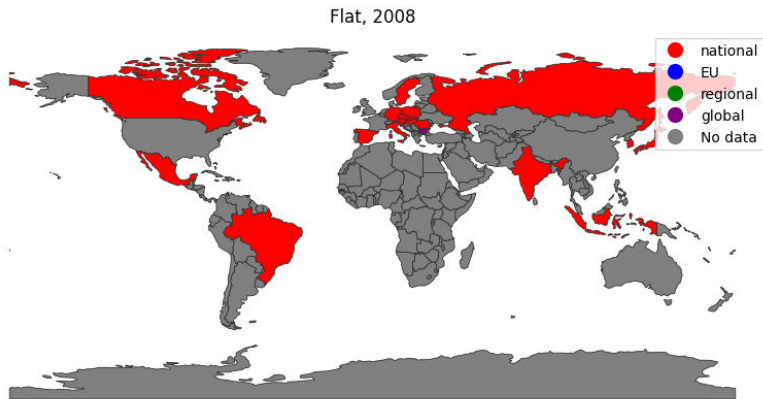 Flat, 2008
national
EU
regional
global
No data